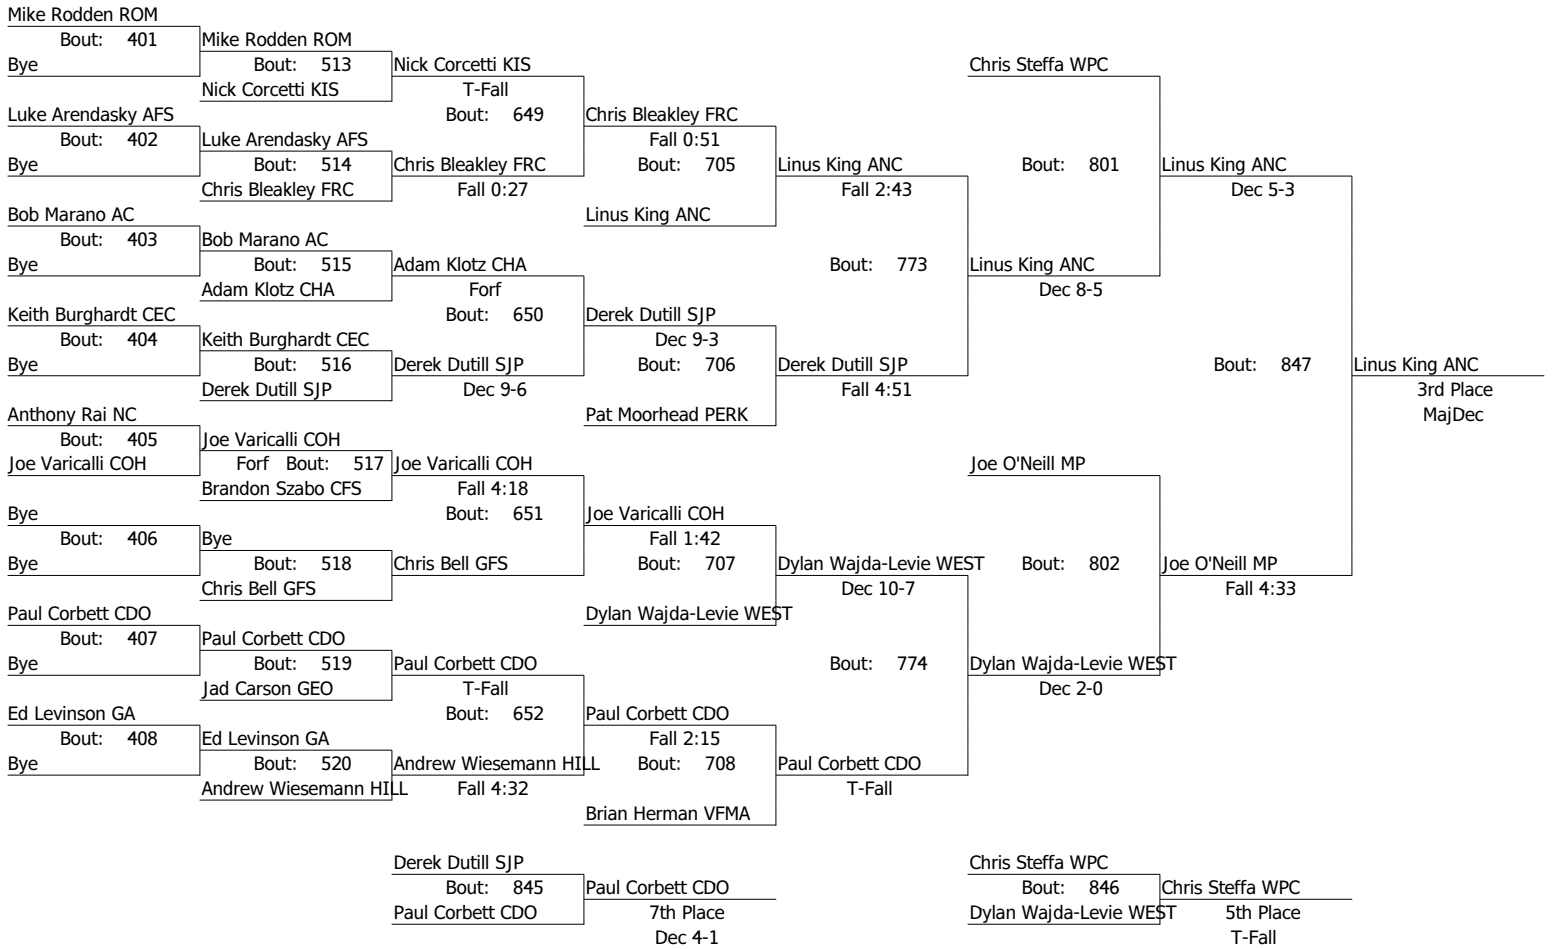 Mike Rodden ROM
Bout: 401
Mike Rodden ROM
Bye
Bout: 513
Nick Corcetti KIS
Chris Steffa WPC
Nick Corcetti KIS
T-Fall
Luke Arendasky AFS
Bout: 649
Chris Bleakley FRC
Bout: 402
Luke Arendasky AFS
Fall 0:51
Bye
Bout: 514
Chris Bleakley FRC
Bout: 705
Linus King ANC
Bout: 801
Linus King ANC
Chris Bleakley FRC
Fall 0:27
Fall 2:43
Dec 5-3
Bob Marano AC
Linus King ANC
Bout: 403
Bob Marano AC
Bye
Bout: 515
Adam Klotz CHA
Bout: 773
Linus King ANC
Adam Klotz CHA
Forf
Dec 8-5
Keith Burghardt CEC
Bout: 650
Derek Dutill SJP
Bout: 404
Keith Burghardt CEC
Dec 9-3
Bye
Bout: 516
Derek Dutill SJP
Bout: 706
Derek Dutill SJP
Bout: 847
Linus King ANC
Derek Dutill SJP
Dec 9-6
Fall 4:51
3rd Place
Anthony Rai NC
Pat Moorhead PERK
MajDec
Bout: 405
Joe Varicalli COH
Joe Varicalli COH
Forf Bout: 517
Joe Varicalli COH
Joe O'Neill MP
Brandon Szabo CFS
Fall 4:18
Bye
Bout: 651
Joe Varicalli COH
Bout: 406
Bye
Fall 1:42
Bye
Bout: 518
Chris Bell GFS
Bout: 707
Dylan Wajda-Levie WEST
Bout: 802
Joe O'Neill MP
Chris Bell GFS
Dec 10-7
Fall 4:33
Paul Corbett CDO
Dylan Wajda-Levie WEST
Bout: 407
Paul Corbett CDO
Bye
Bout: 519
Paul Corbett CDO
Bout: 774
Dylan Wajda-Levie WEST
Jad Carson GEO
T-Fall
Dec 2-0
Ed Levinson GA
Bout: 652
Paul Corbett CDO
Bout: 408
Ed Levinson GA
Fall 2:15
Bye
Bout: 520
Andrew Wiesemann HILL
Bout: 708
Paul Corbett CDO
Andrew Wiesemann HILL
Fall 4:32
T-Fall
Brian Herman VFMA
Derek Dutill SJP
Chris Steffa WPC
Bout: 845
Paul Corbett CDO
Bout: 846
Chris Steffa WPC
Paul Corbett CDO
7th Place
Dylan Wajda-Levie WEST
5th Place
Dec 4-1
T-Fall